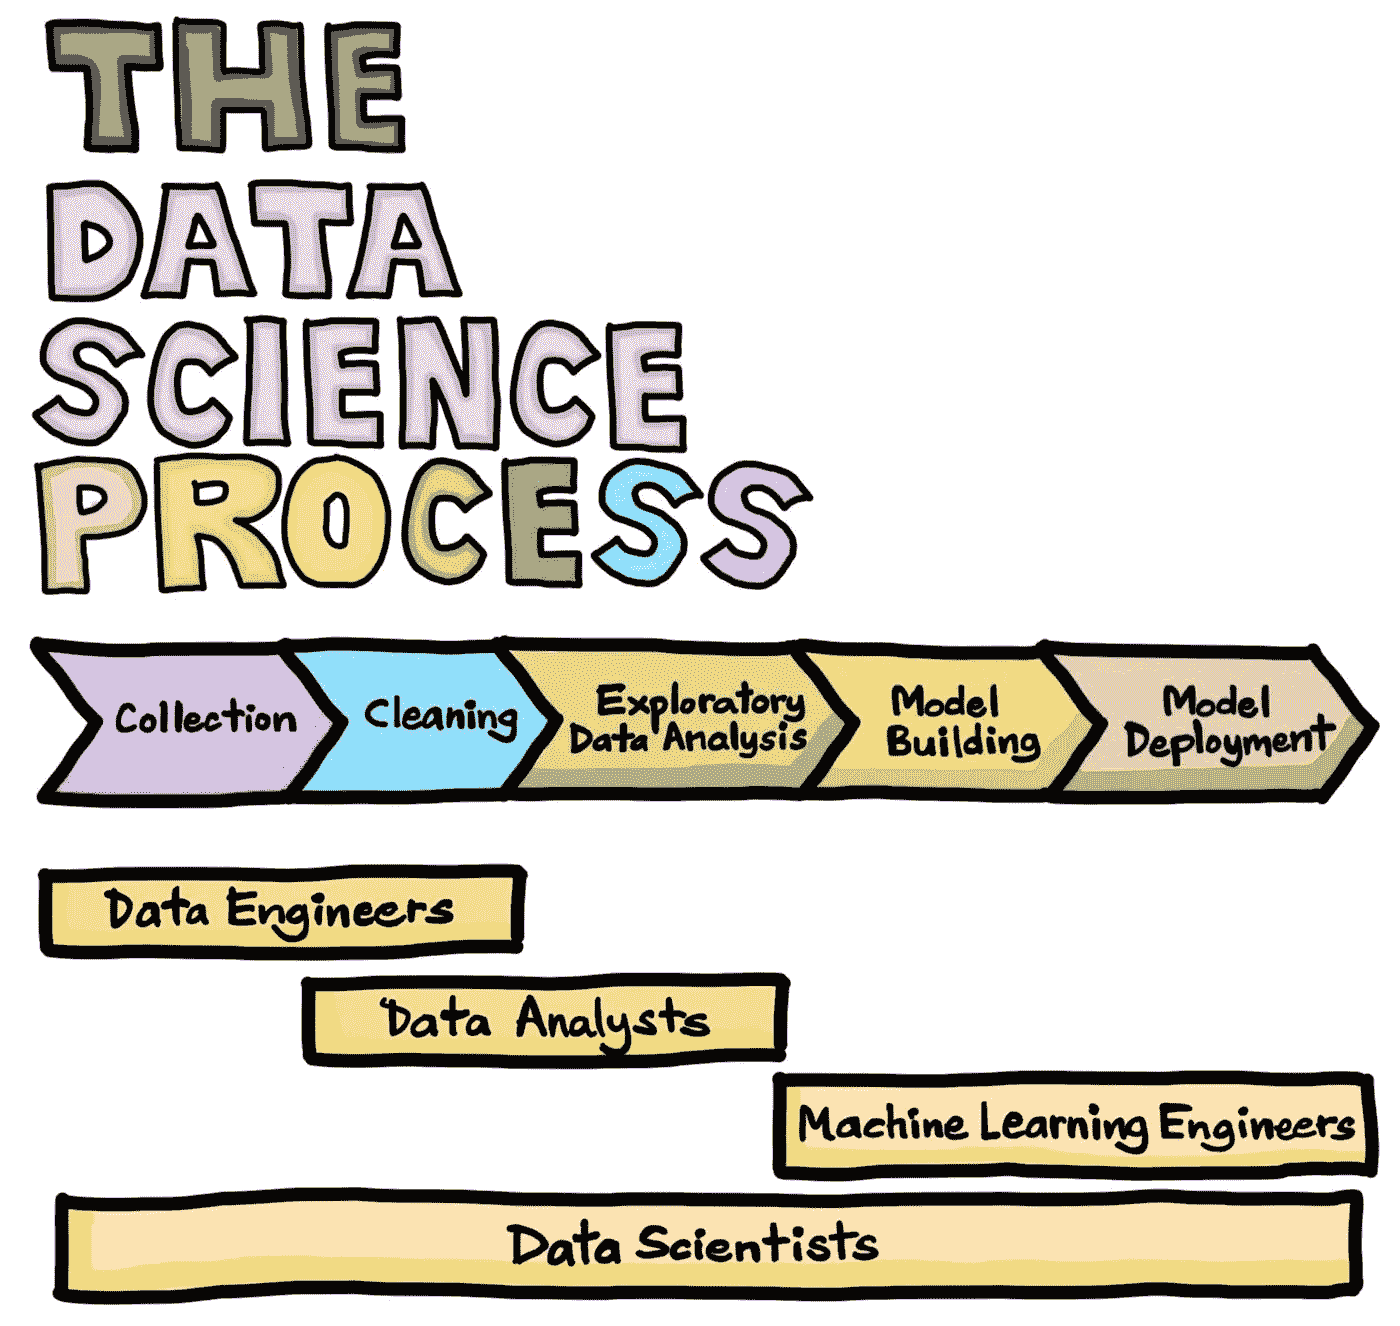 THE
DATA
SCIENCE
PROCESS
Collection
Cleaning
Exploratory
Data Analysis
Model
Building
Model
Deployment
Data Engineers
Data Analysts
Machine Learning Engineers
Data Scientists